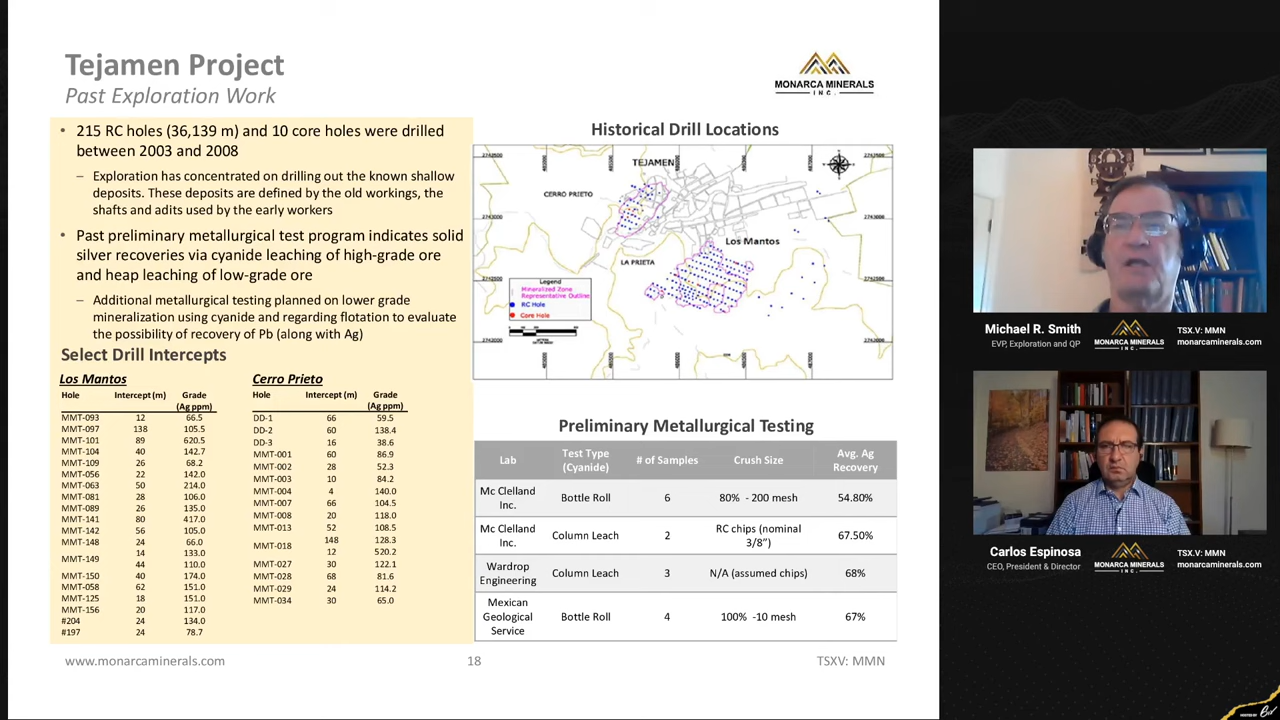 Tejamen Project
Past Exploration Work
MONARCA MINERALS
INC.
• 215 RC holes (36,139 m) and 10 core holes were drilled
between 2003 and 2008
– Exploration has concentrated on drilling out the known shallow
deposits. These deposits are defined by the old workings, the
shafts and adits used by the early workers
• Past preliminary metallurgical test program indicates solid
silver recoveries via cyanide leaching of high-grade ore
and heap leaching of low-grade ore
– Additional metallurgical testing planned on lower grade
mineralization using cyanide and regarding flotation to evaluate
the possibility of recovery of Pb (along with Ag)
Select Drill Intercepts
Los Mantos
Hole Intercept (m) Grade
(Ag ppm)
MMT-093 12 66.5
MMT-097 138 105.5
MMT-101 89 620.5
MMT-104 40 142.7
MMT-109 26 68.2
MMT-056 22 142.0
MMT-063 50 214.0
MMT-081 28 106.0
MMT-089 26 135.0
MMT-141 80 417.0
MMT-142 56 105.0
MMT-148 24 66.0
MMT-149 14 133.0
44 110.0
MMT-150 40 174.0
MMT-058 62 151.0
MMT-125 18 151.0
MMT-156 20 117.0
#204 24 134.0
#197 24 78.7
Cerro Prieto
Hole Intercept (m) Grade
(Ag ppm)
DD-1 66 59.5
DD-2 60 138.4
DD-3 16 38.6
MMT-001 60 86.9
MMT-002 28 52.3
MMT-003 10 84.2
MMT-004 4 140.0
MMT-007 66 104.5
MMT-008 20 118.0
MMT-013 52 108.5
MMT-018 148 128.3
12 520.2
MMT-027 30 122.1
MMT-028 68 81.6
MMT-029 24 114.2
MMT-034 30 65.0
Historical Drill Locations
TEJAMEN
CERRO PRIETO
Los Mantos
LA PRIETA
Legend
Mineralized Zone
Representative Outline
RC Hole
Core Hole
Preliminary Metallurgical Testing
Lab Test Type
(Cyanide) # of Samples Crush Size Avg. Ag
Recovery
Mc Clelland
Inc. Bottle Roll 6 80% - 200 mesh 54.80%
Mc Clelland
Inc. Column Leach 2 RC chips (nominal
3/8") 67.50%
Wardrop
Engineering Column Leach 3 N/A (assumed chips) 68%
Mexican
Geological
Service Bottle Roll 4 100% -10 mesh 67%
www.monarcaminerals.com 18 TSXV: MMN
Michael R. Smith
EVP, Exploration and QP
MONARCA MINERALS
INC.
TSX.V: MMN
monarcaminerals.com
Carlos Espinosa
CEO, President & Director
MONARCA MINERALS
INC.
TSX.V: MMN
monarcaminerals.com
HOSTED BY